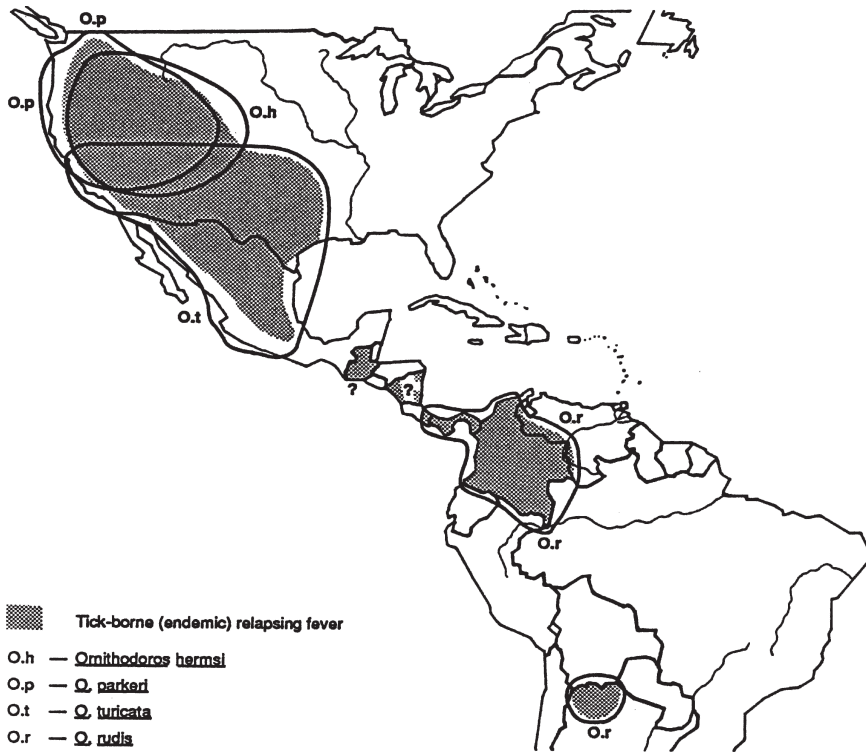 O.p
O.p
O.h
O.t
?
?
O.r
O.r
O.r
Tick-borne (endemic) relapsing fever
O.h — Ornithodoros hermsi
O.p — O. parkeri
O.t — O. turicata
O.r — O. rudis